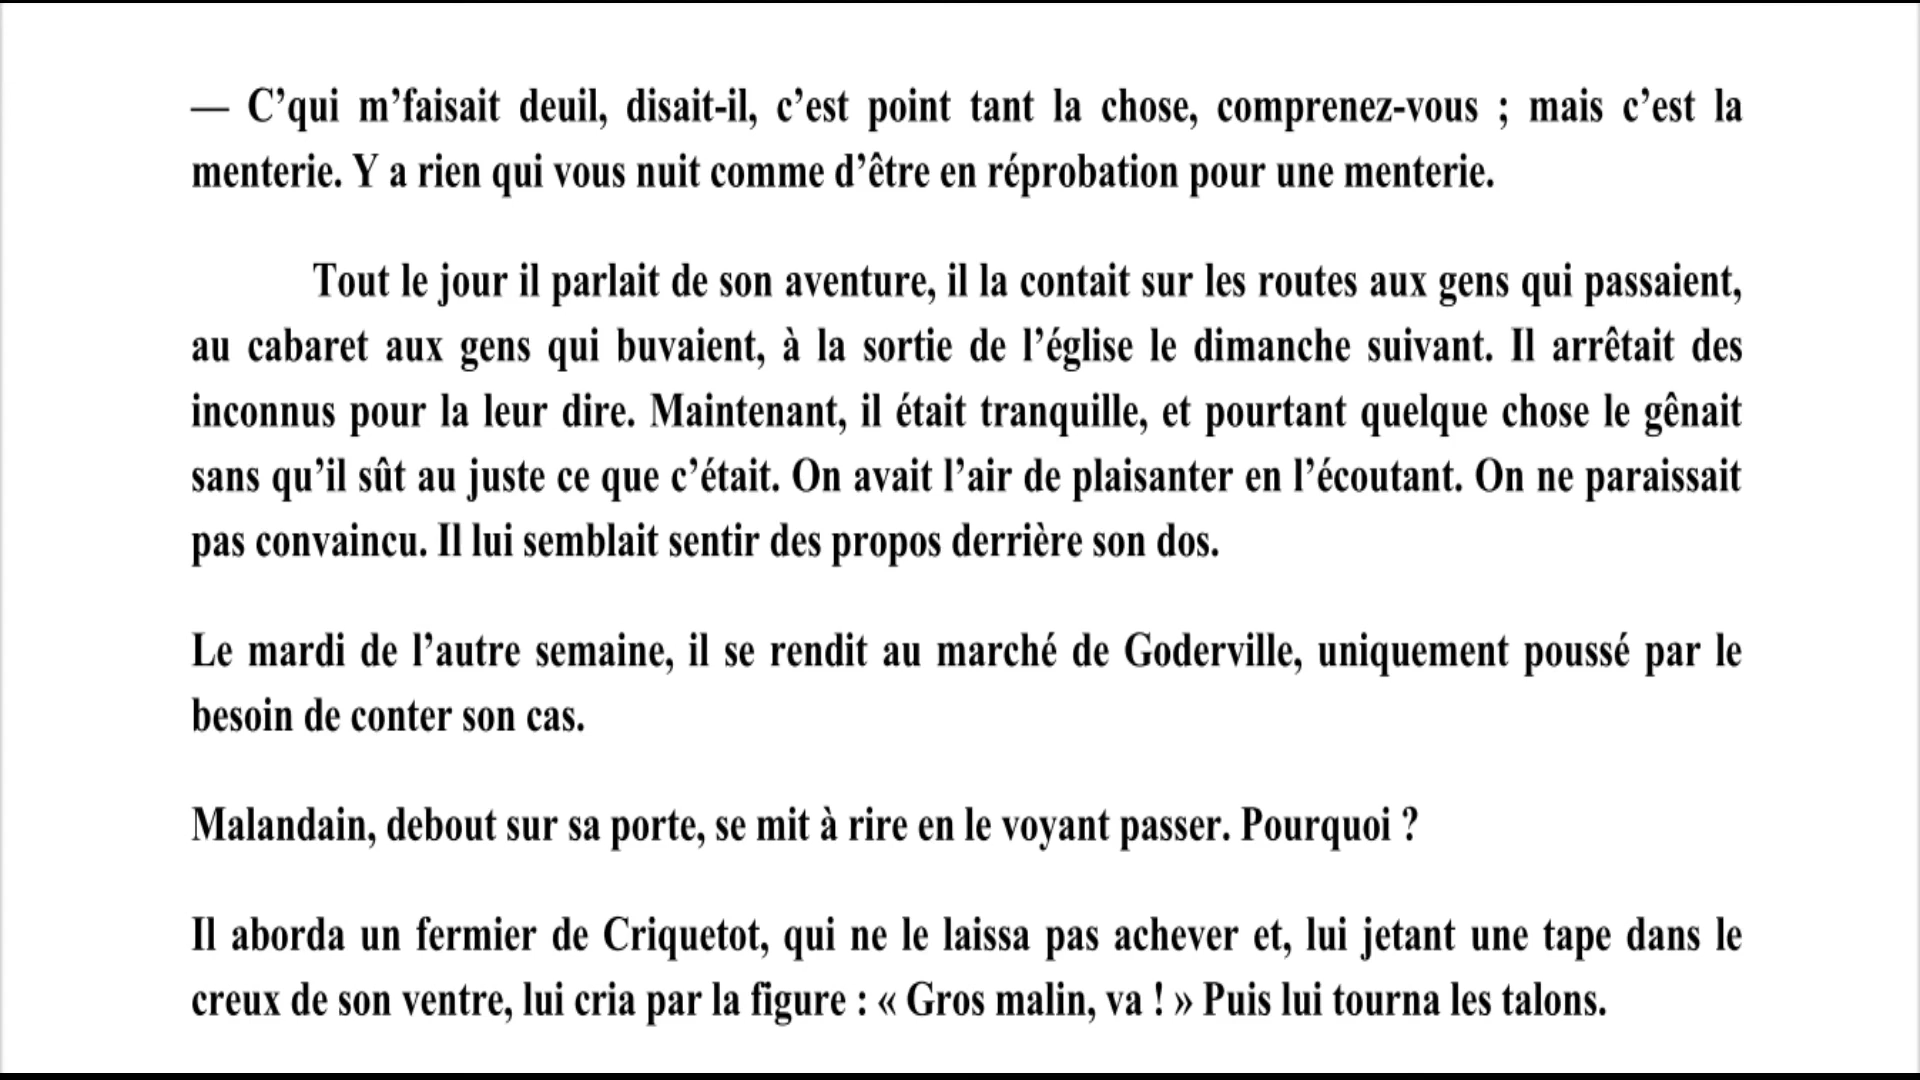 — C’qui m’faisait deuil, disait-il, c’est point tant la chose, comprenez-vous ; mais c’est la
menterie. Y a rien qui vous nuit comme d’être en réprobation pour une menterie.
Tout le jour il parlait de son aventure, il la contait sur les routes aux gens qui passaient,
au cabaret aux gens qui buvaient, à la sortie de l’église le dimanche suivant. Il arrêtait des
inconnus pour la leur dire. Maintenant, il était tranquille, et pourtant quelque chose le gênait
sans qu’il sût au juste ce que c’était. On avait l’air de plaisanter en l’écoutant. On ne paraissait
pas convaincu. Il lui semblait sentir des propos derrière son dos.
Le mardi de l’autre semaine, il se rendit au marché de Goderville, uniquement poussé par le
besoin de conter son cas.
Malandain, debout sur sa porte, se mit à rire en le voyant passer. Pourquoi ?
Il aborda un fermier de Criquetot, qui ne le laissa pas achever et, lui jetant une tape dans le
creux de son ventre, lui cria par la figure : « Gros malin, va ! » Puis lui tourna les talons.